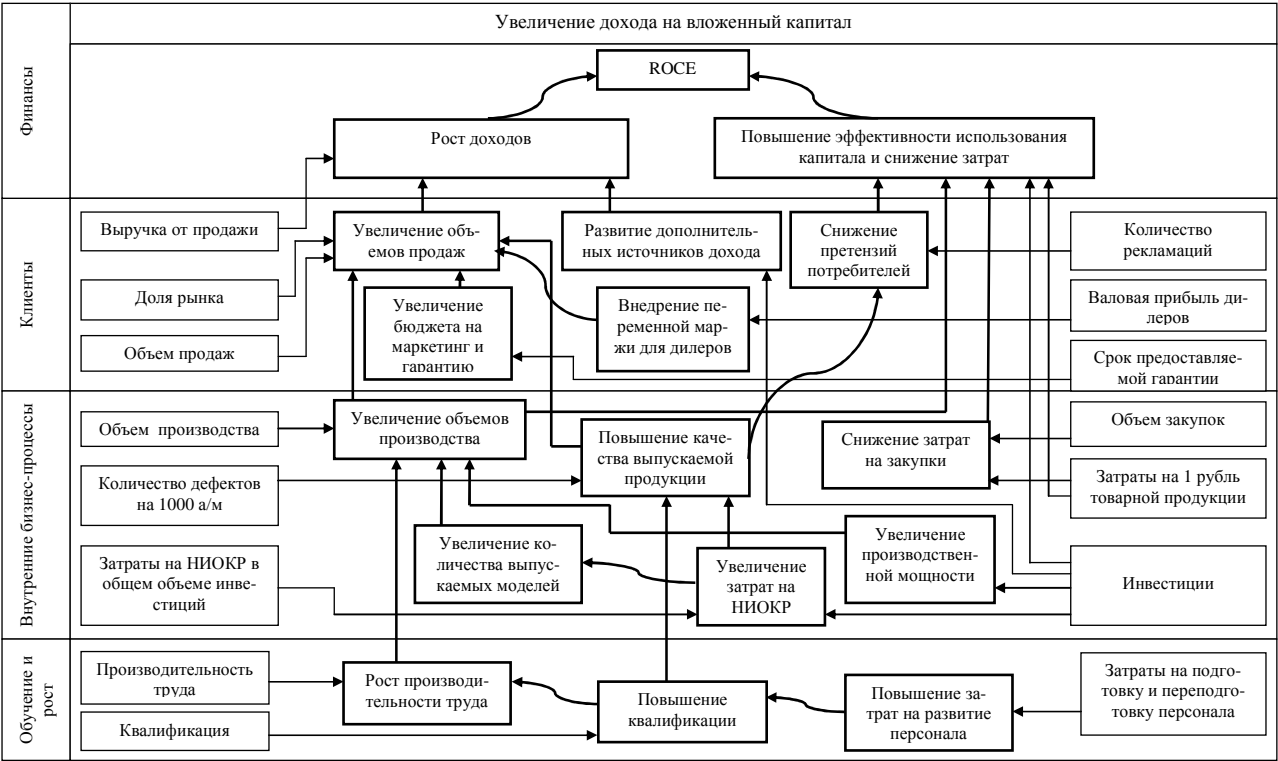 Увеличение дохода на вложенный капитал
Финансы
ROCE
Рост доходов
Повышение эффективности использования
капитала и снижение затрат
Клиенты
Выручка от продажи
Доля рынка
Объем продаж
Увеличение объ-
емов продаж
Развитие дополнитель-
ных источников дохода
Снижение
претензий
потребителей
Количество
рекламаций
Увеличение
бюджета на
маркетинг и
гарантию
Внедрение пе-
ременной мар-
жи для дилеров
Валовая прибыль ди-
леров
Срок предоставляе-
мой гарантии
Внутренние бизнес-процессы
Объем производства
Количество дефектов
на 1000 а/м
Затраты на НИОКР в
общем объеме инве-
стиций
Увеличение объемов
производства
Повышение каче-
ства выпускаемой
продукции
Снижение затрат
на закупки
Объем закупок
Затраты на 1 рубль
товарной продукции
Увеличение ко-
личества выпус-
каемых моделей
Увеличение
затрат на
НИОКР
Увеличение
производствен-
ной мощности
Инвестиции
Обучение и
рост
Производительность
труда
Квалификация
Рост производи-
тельности труда
Повышение
квалификации
Повышение за-
трат на развитие
персонала
Затраты на подго-
товку и переподго-
товку персонала